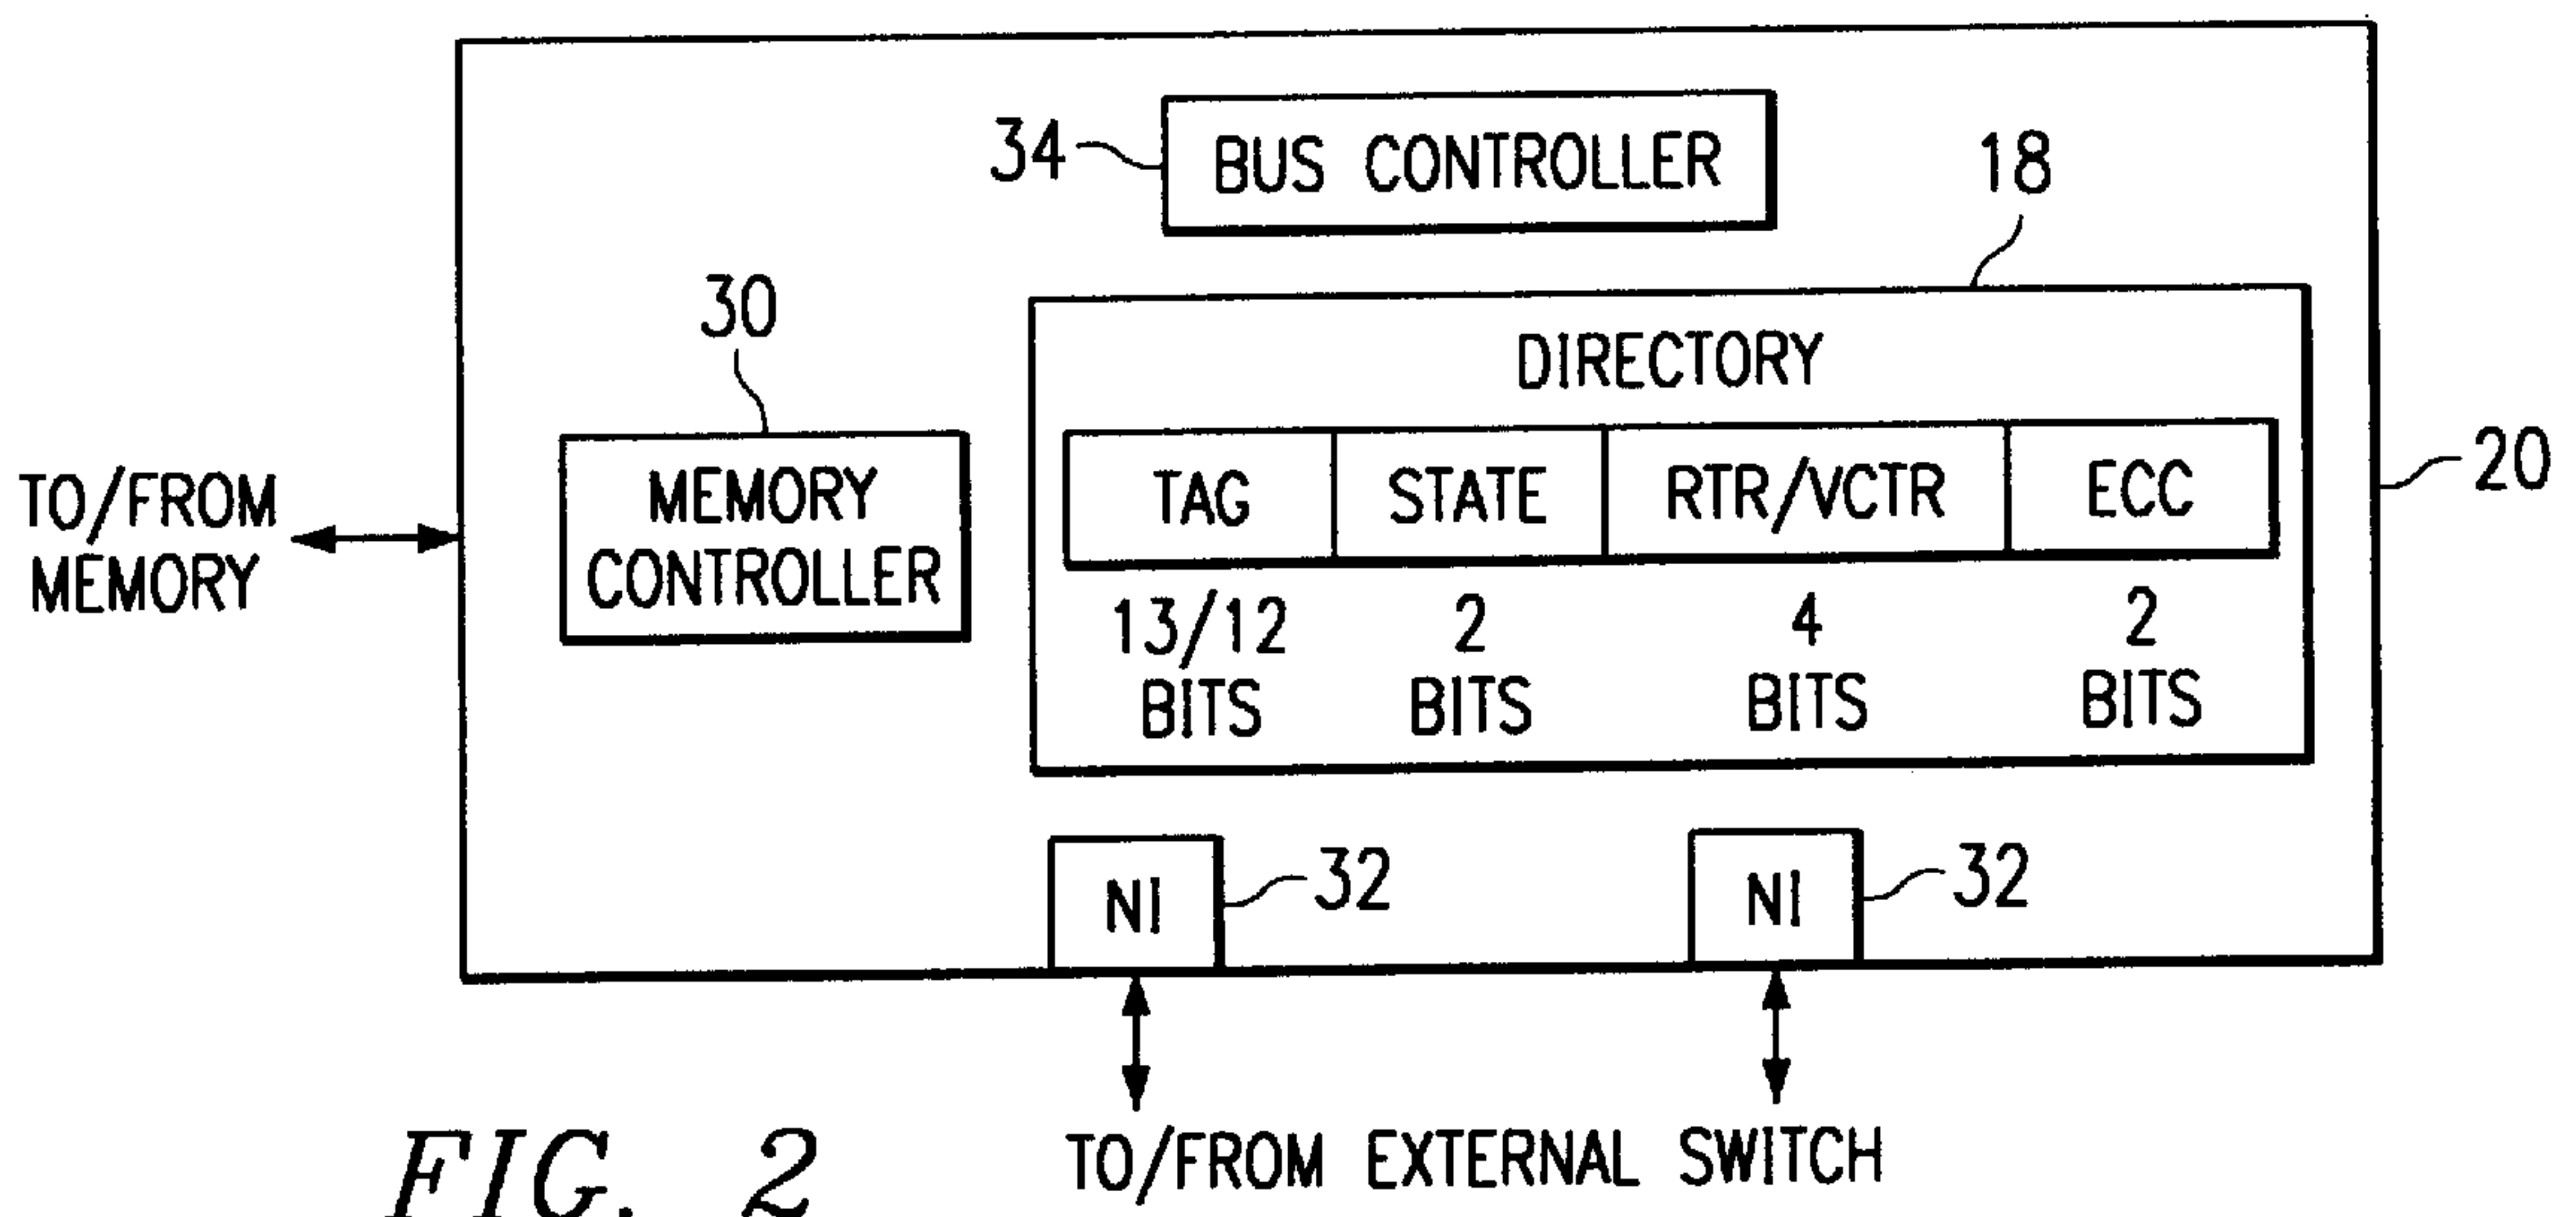 34
BUS CONTROLLER
18
30
DIRECTORY
MEMORY
CONTROLLER
TAG STATE RTR/VCTR ECC
13/12 2 4 2
BITS BITS BITS BITS
TO/FROM
MEMORY
20
NI 32 NI 32
TO/FROM EXTERNAL SWITCH
FIG. 2